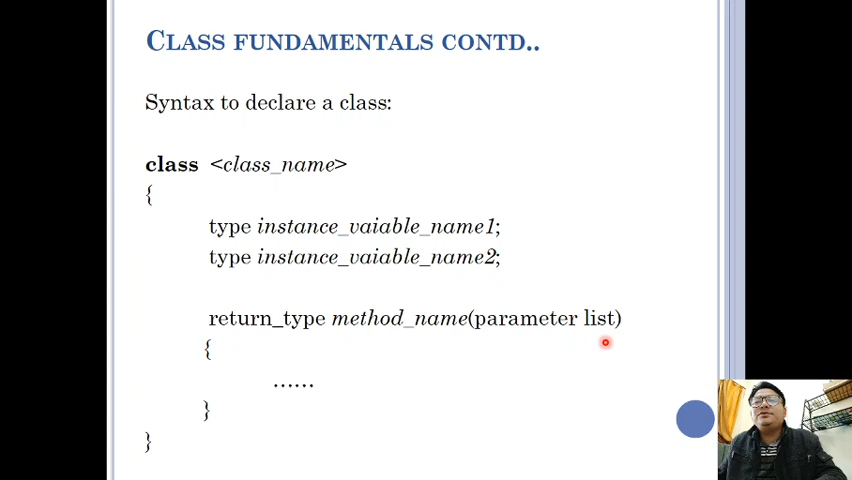 CLASS FUNDAMENTALS CONTD..
Syntax to declare a class:
class <class_name>
{
type instance_vaiable_name1;
type instance_vaiable_name2;
return_type method_name(parameter list)
{
......
}
}